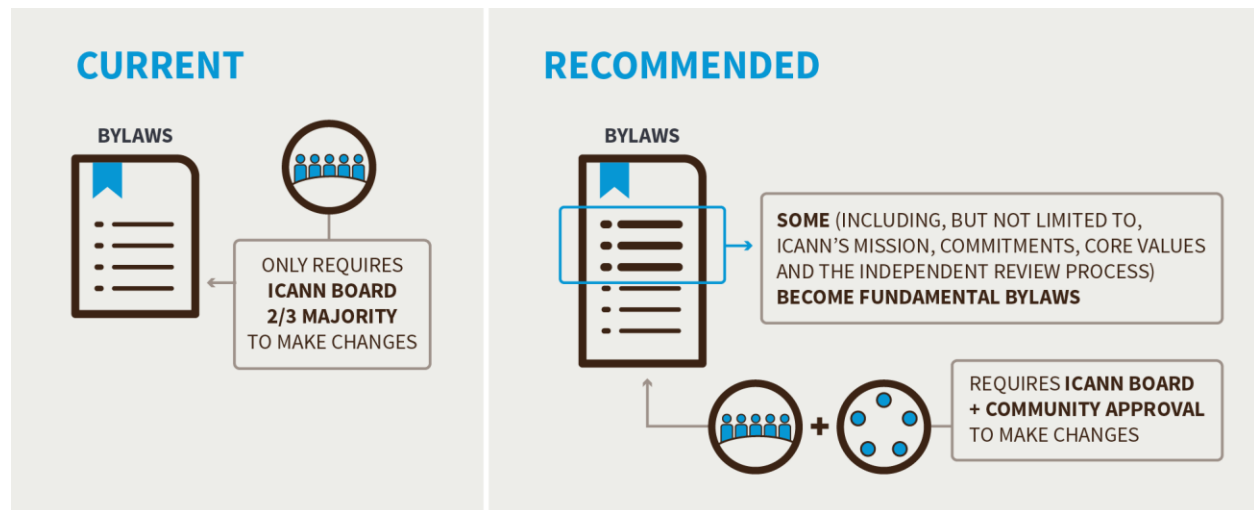 CURRENT
BYLAWS
ONLY REQUIRES
ICANN BOARD
2/3 MAJORITY
TO MAKE CHANGES
RECOMMENDED
BYLAWS
SOME (INCLUDING, BUT NOT LIMITED TO,
ICANN'S MISSION, COMMITMENTS, CORE VALUES
AND THE INDEPENDENT REVIEW PROCESS)
BECOME FUNDAMENTAL BYLAWS
+
REQUIRES ICANN BOARD
+ COMMUNITY APPROVAL
TO MAKE CHANGES